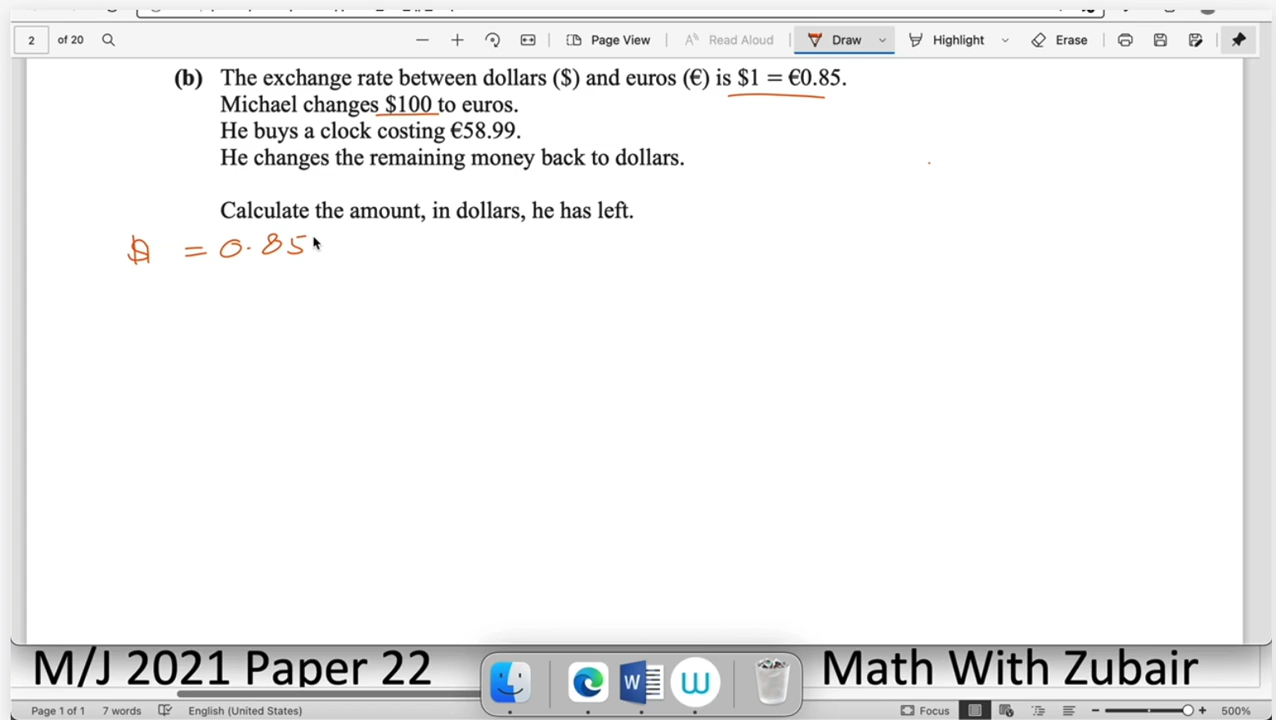 2 of 20 Page View Read Aloud Draw Highlight Erase
(b) The exchange rate between dollars ($) and euros (€) is $1 = €0.85.
Michael changes $100 to euros.
He buys a clock costing €58.99.
He changes the remaining money back to dollars.
Calculate the amount, in dollars, he has left.
$ = 0.85
M/J 2021 Paper 22
Math With Zubair
Page 1 of 1 7 words English (United States) Focus 500%